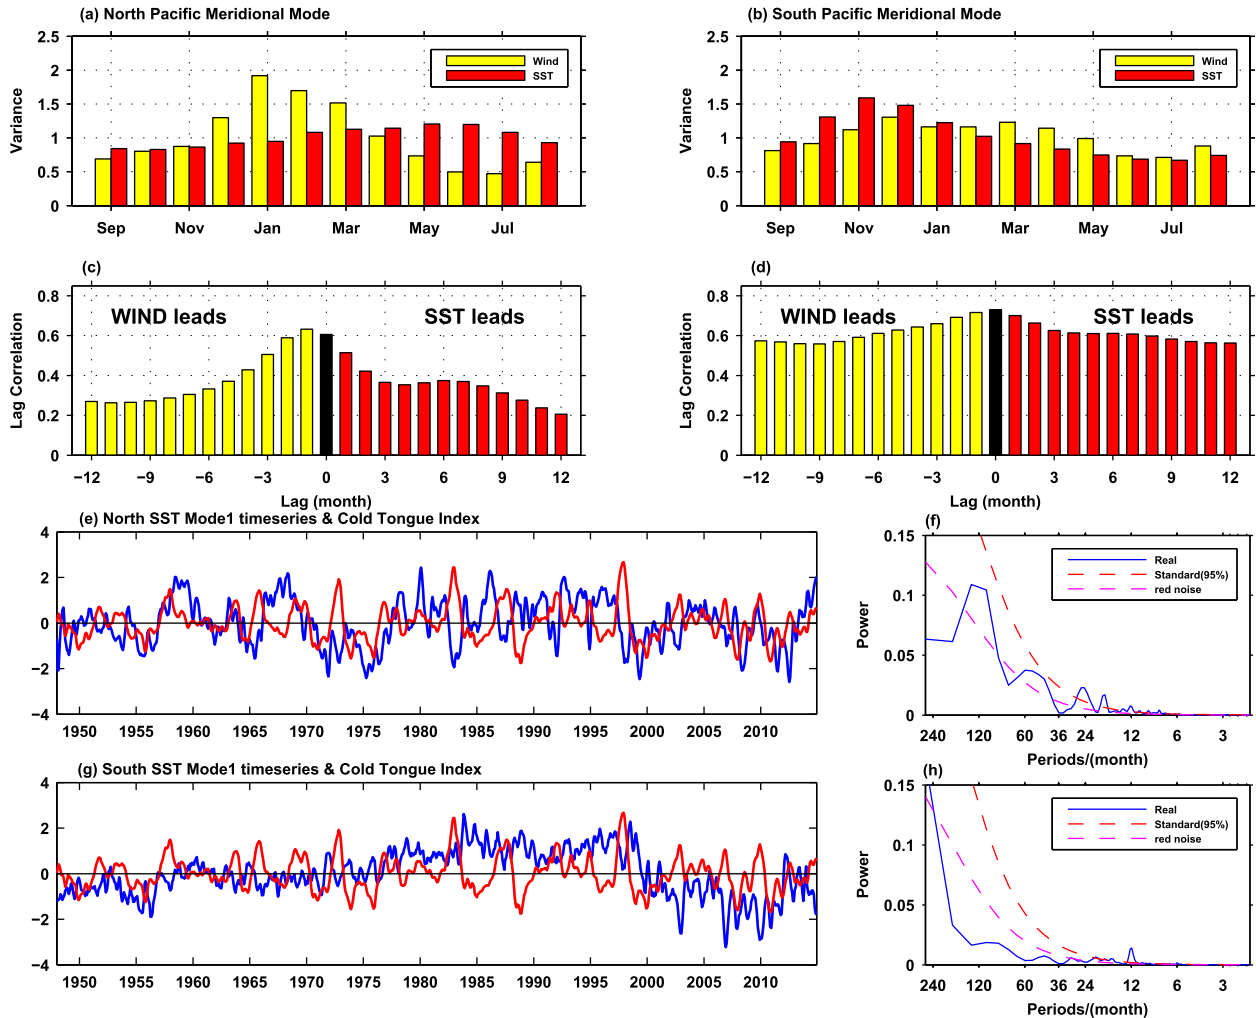 (a) North Pacific Meridional Mode
2.5
2
1.5
1
0.5
0
Variance
Wind
SST
Sep Nov Jan Mar May Jul
(b) South Pacific Meridional Mode
2.5
2
1.5
1
0.5
0
Variance
Wind
SST
Sep Nov Jan Mar May Jul
(c)
0.8
0.6
0.4
0.2
0
Lag Correlation
WIND leads SST leads
−12 −9 −6 −3 0 3 6 9 12
Lag (month)
(d)
0.8
0.6
0.4
0.2
0
Lag Correlation
WIND leads SST leads
−12 −9 −6 −3 0 3 6 9 12
Lag (month)
(e) North SST Mode1 timeseries & Cold Tongue Index
4
2
0
−2
−4
1950 1955 1960 1965 1970 1975 1980 1985 1990 1995 2000 2005 2010
(f)
0.15
0.1
0.05
0
Power
Real
Standard(95%)
red noise
240 120 60 36 24 12 6 3
Periods/(month)
(g) South SST Mode1 timeseries & Cold Tongue Index
4
2
0
−2
−4
1950 1955 1960 1965 1970 1975 1980 1985 1990 1995 2000 2005 2010
(h)
0.15
0.1
0.05
0
Power
Real
Standard(95%)
red noise
240 120 60 36 24 12 6 3
Periods/(month)